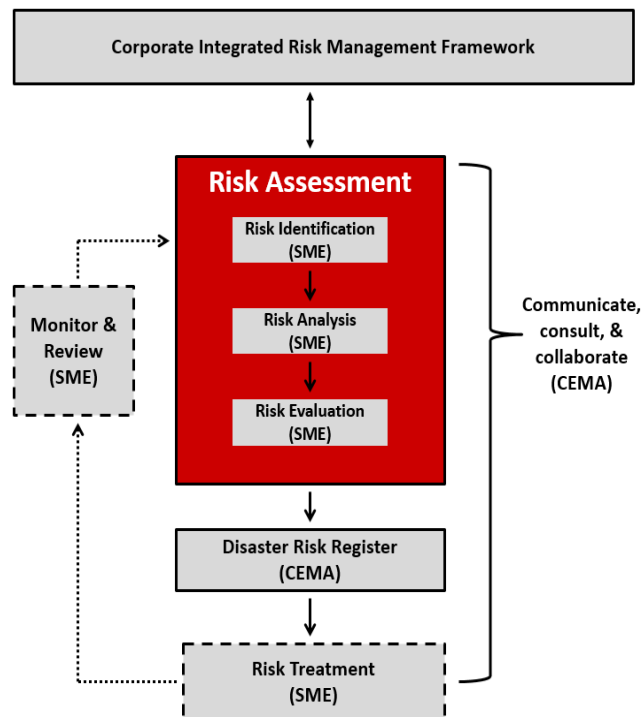 Corporate Integrated Risk Management Framework
Risk Assessment
Risk Identification
(SME)
Risk Analysis
(SME)
Risk Evaluation
(SME)
Monitor &
Review
(SME)
Communicate,
consult, &
collaborate
(CEMA)
Disaster Risk Register
(CEMA)
Risk Treatment
(SME)